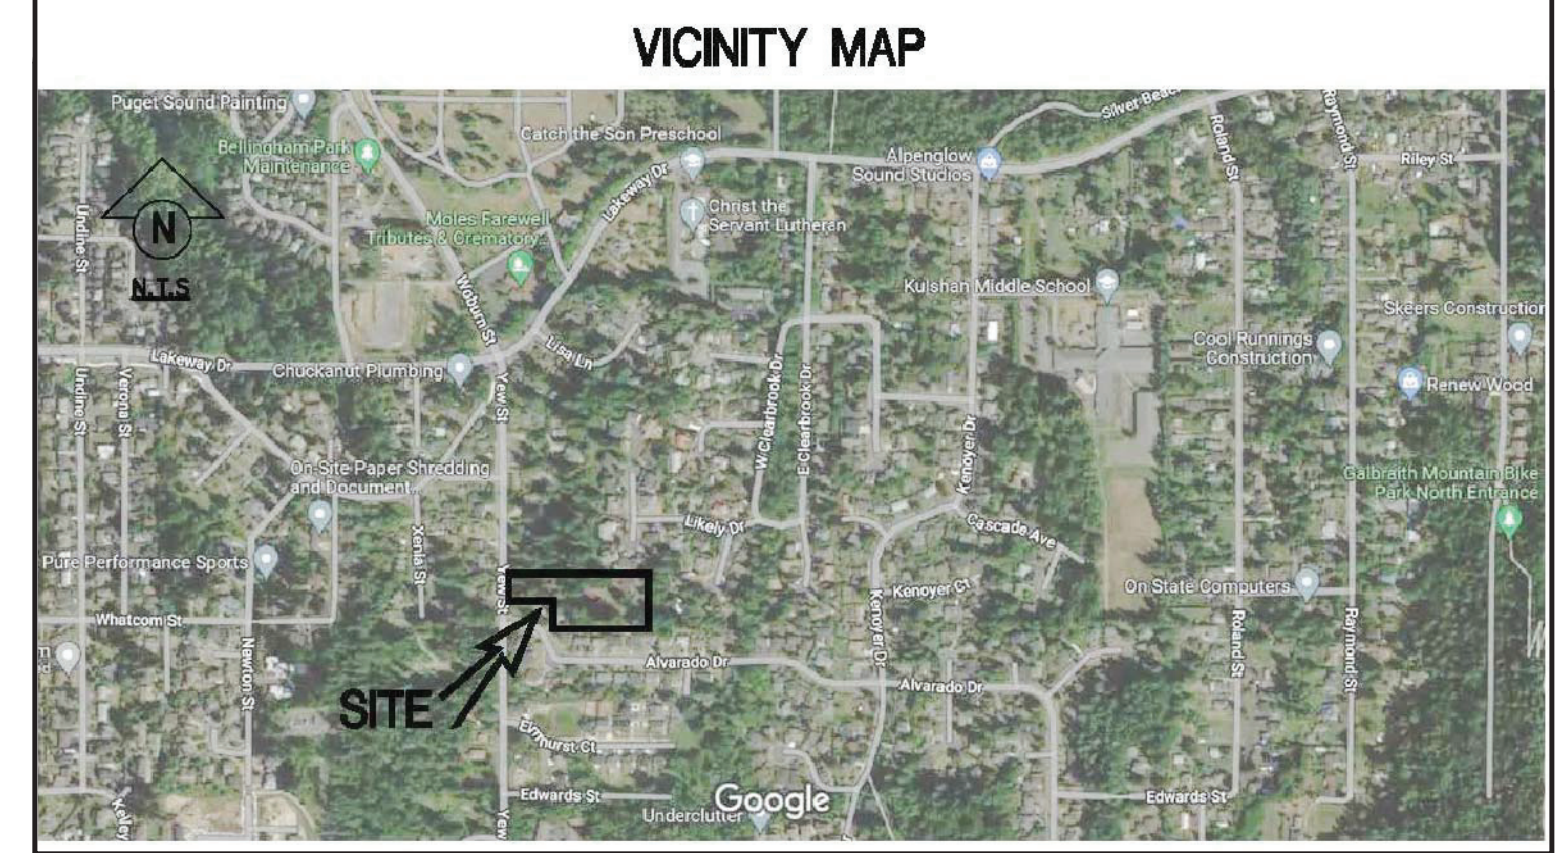 VICINITY MAP
Puget Sound Painting
Bellingham Park
Maintenance
Catch the Son Preschool
Alpenglow
Sound Studios
Roland St
Raymond St
Riley St
Lakeway Dr
Christ the
Servant Lutheran
Moles Farewell
Tributes & Crematory...
N
N.T.S
Undine St
Woburn St
Kulshan Middle School
Skeers Construction
Cool Runnings
Construction
Renew Wood
Lakeway Dr
Chuckanut Plumbing
Lisa Ln
Undine St
Verona St
Yew St
W Clearbrook Dr
E Clearbrook Dr
Kenoyer Dr
On-Site Paper Shredding
and Document...
Galbraith Mountain Bike
Park North Entrance
Likely Dr
Cascade Ave
Xenia St
Pure Performance Sports
Yew St
Kenoyer Ct
On State Computers
Whatcom St
Newton St
Kenoyer Dr
Roland St
Raymond St
Alvarado Dr
Alvarado Dr
SITE
Edwards St
Google
Underclutter
Edwards St
Yew